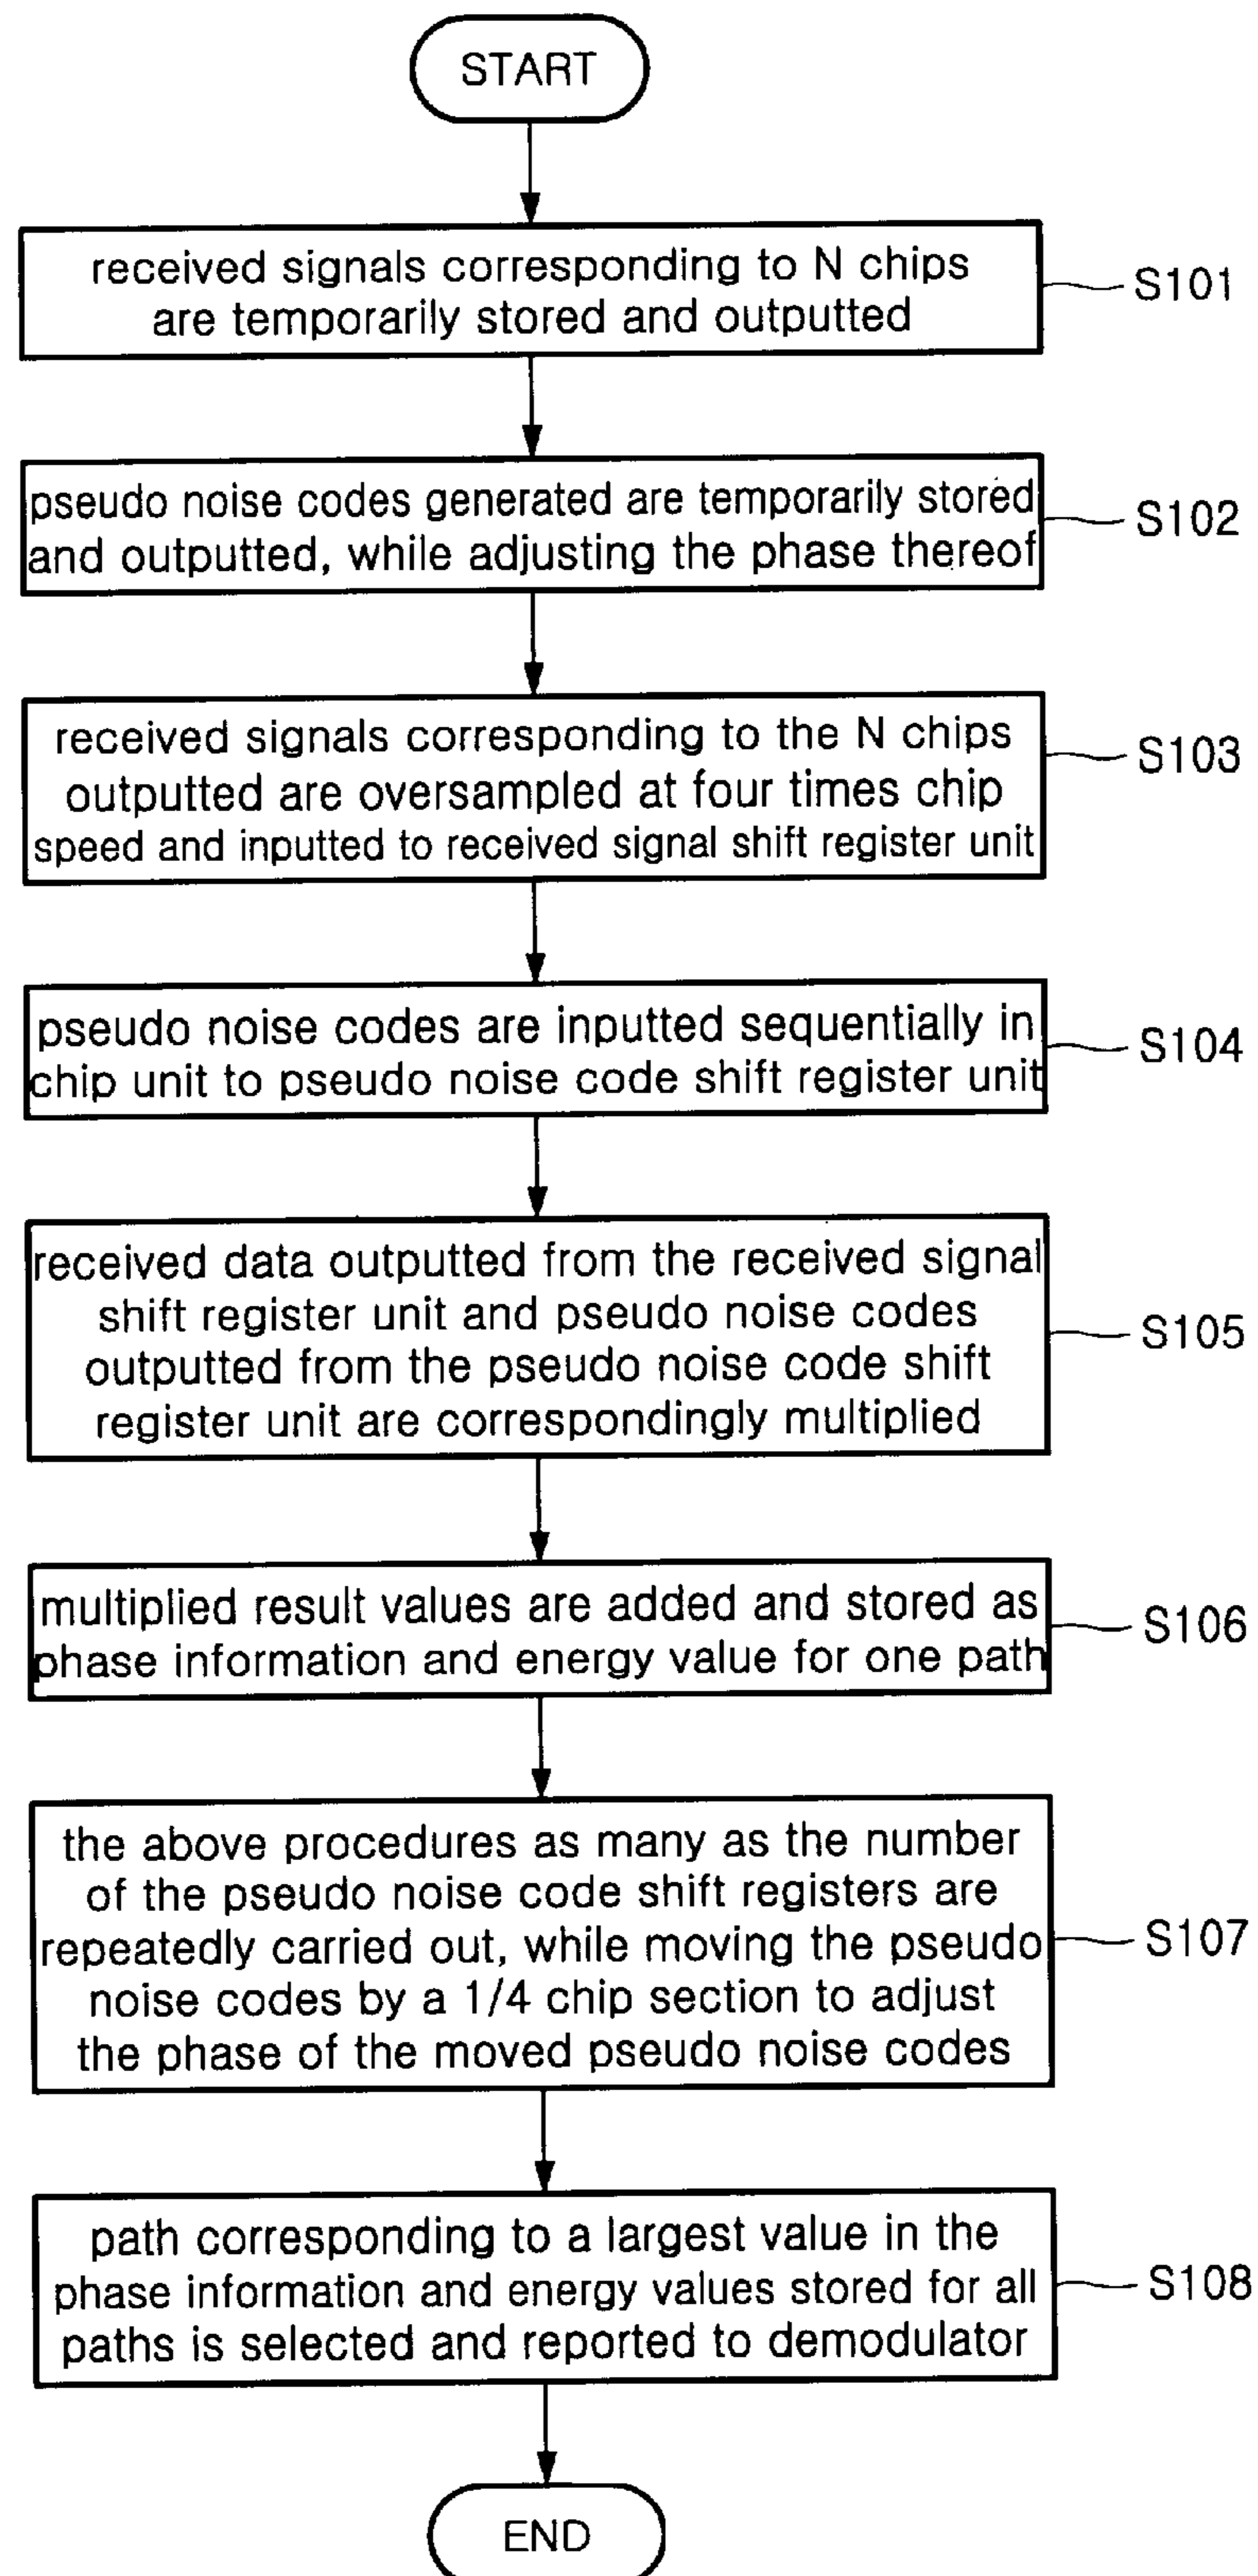 START
received signals corresponding to N chips
are temporarily stored and outputted
S101
pseudo noise codes generated are temporarily stored
and outputted, while adjusting the phase thereof
S102
received signals corresponding to the N chips
outputted are oversampled at four times chip
speed and inputted to received signal shift register unit
S103
pseudo noise codes are inputted sequentially in
chip unit to pseudo noise code shift register unit
S104
received data outputted from the received signal
shift register unit and pseudo noise codes
outputted from the pseudo noise code shift
register unit are correspondingly multiplied
S105
multiplied result values are added and stored as
phase information and energy value for one path
S106
the above procedures as many as the number
of the pseudo noise code shift registers are
repeatedly carried out, while moving the pseudo
noise codes by a 1/4 chip section to adjust
the phase of the moved pseudo noise codes
S107
path corresponding to a largest value in the
phase information and energy values stored for all
paths is selected and reported to demodulator
S108
END